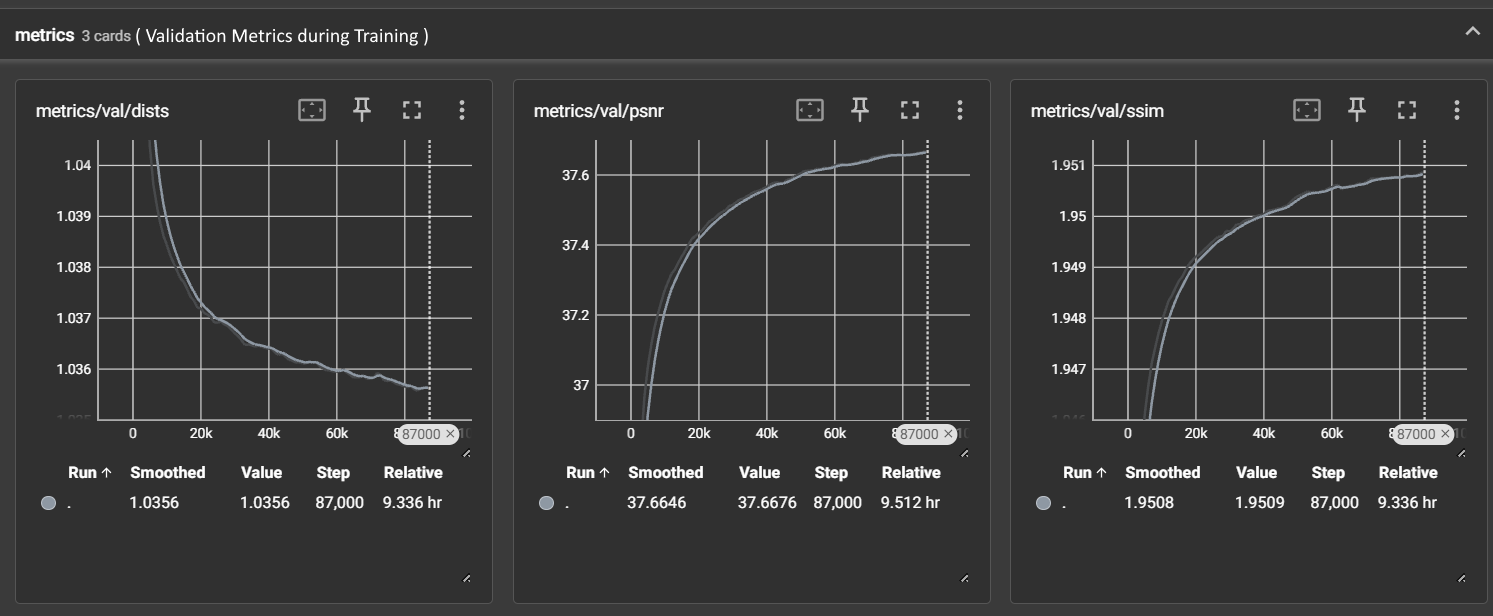 metrics 3 cards ( Validation Metrics during Training )
metrics/val/dists
1.04
1.039
1.038
1.037
1.036
1.035
0 20k 40k 60k
87000 ×
Run ↑ Smoothed Value Step Relative
. 1.0356 1.0356 87,000 9.336 hr
metrics/val/psnr
37.6
37.4
37.2
37
0 20k 40k 60k
87000 ×
Run ↑ Smoothed Value Step Relative
. 37.6646 37.6676 87,000 9.512 hr
metrics/val/ssim
1.951
1.95
1.949
1.948
1.947
1.946
0 20k 40k 60k
87000 ×
Run ↑ Smoothed Value Step Relative
. 1.9508 1.9509 87,000 9.336 hr